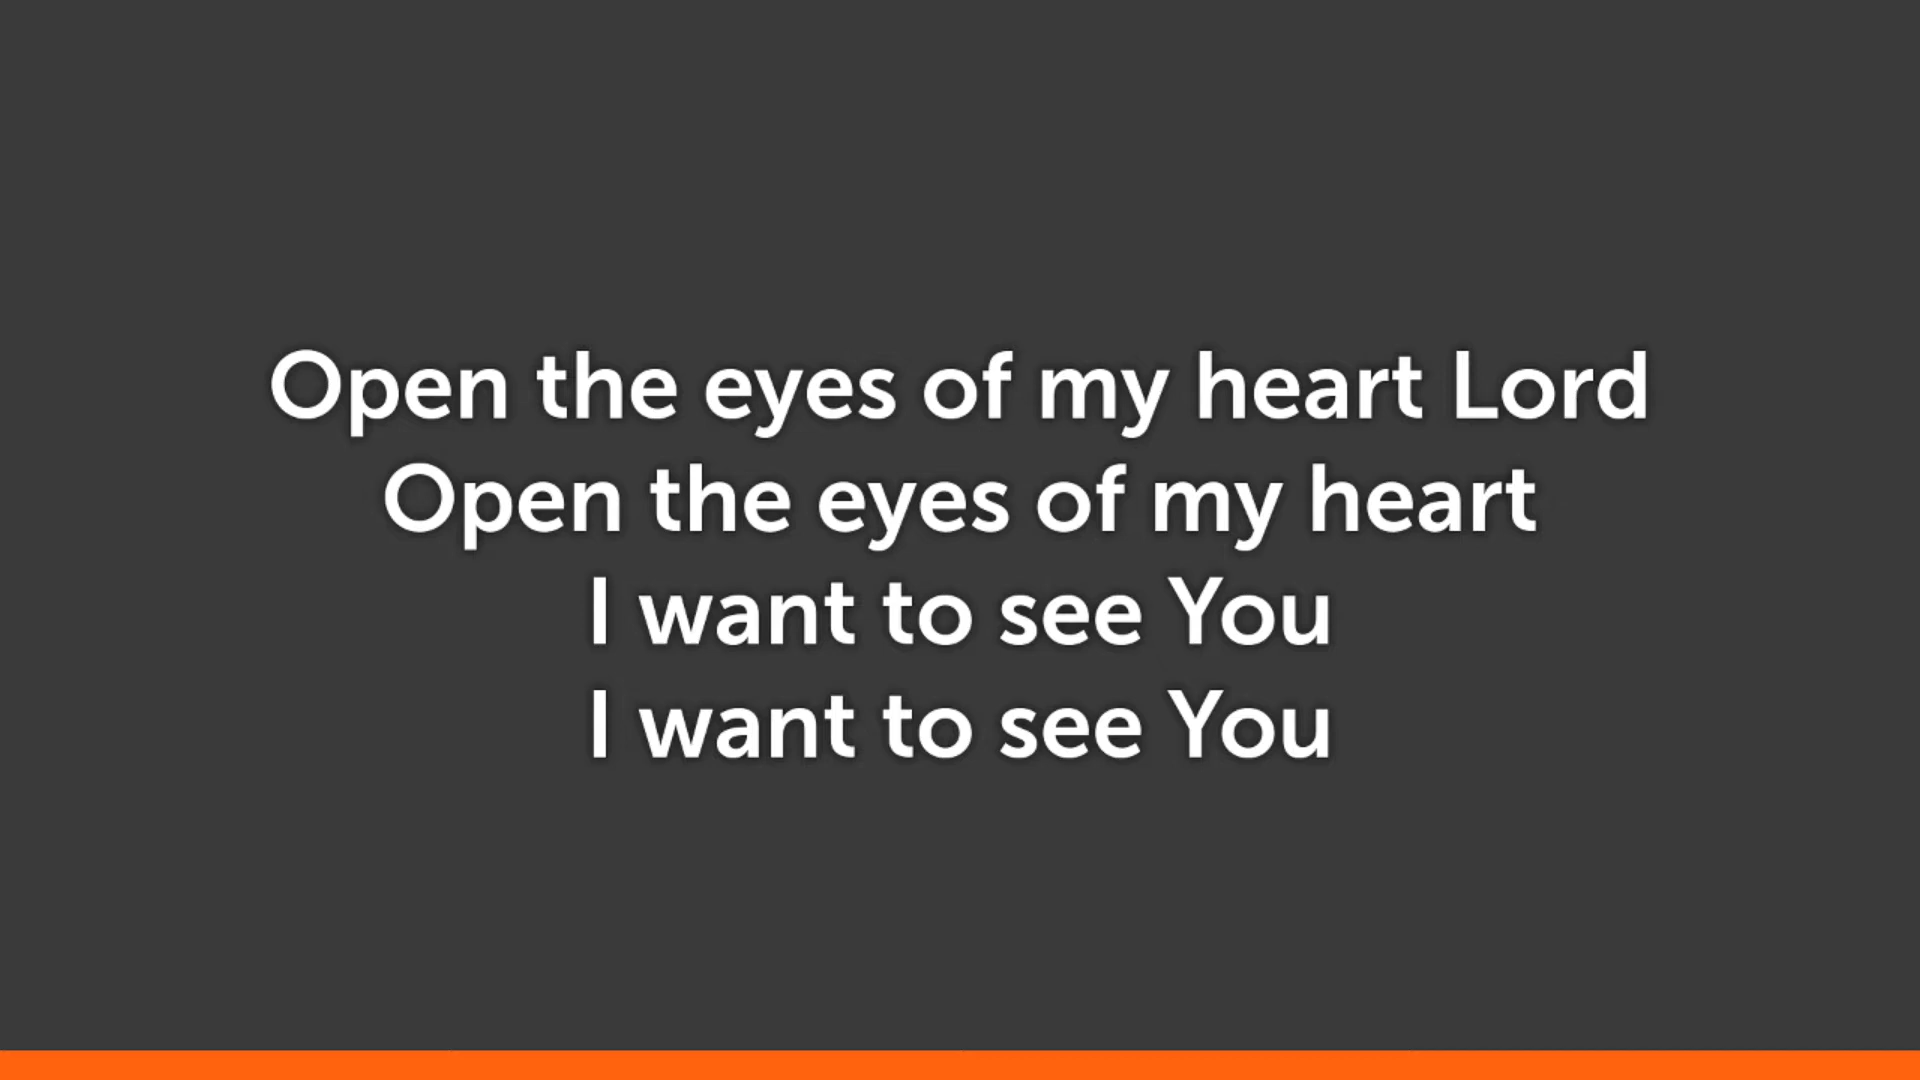 Open the eyes of my heart Lord
Open the eyes of my heart
I want to see You
I want to see You